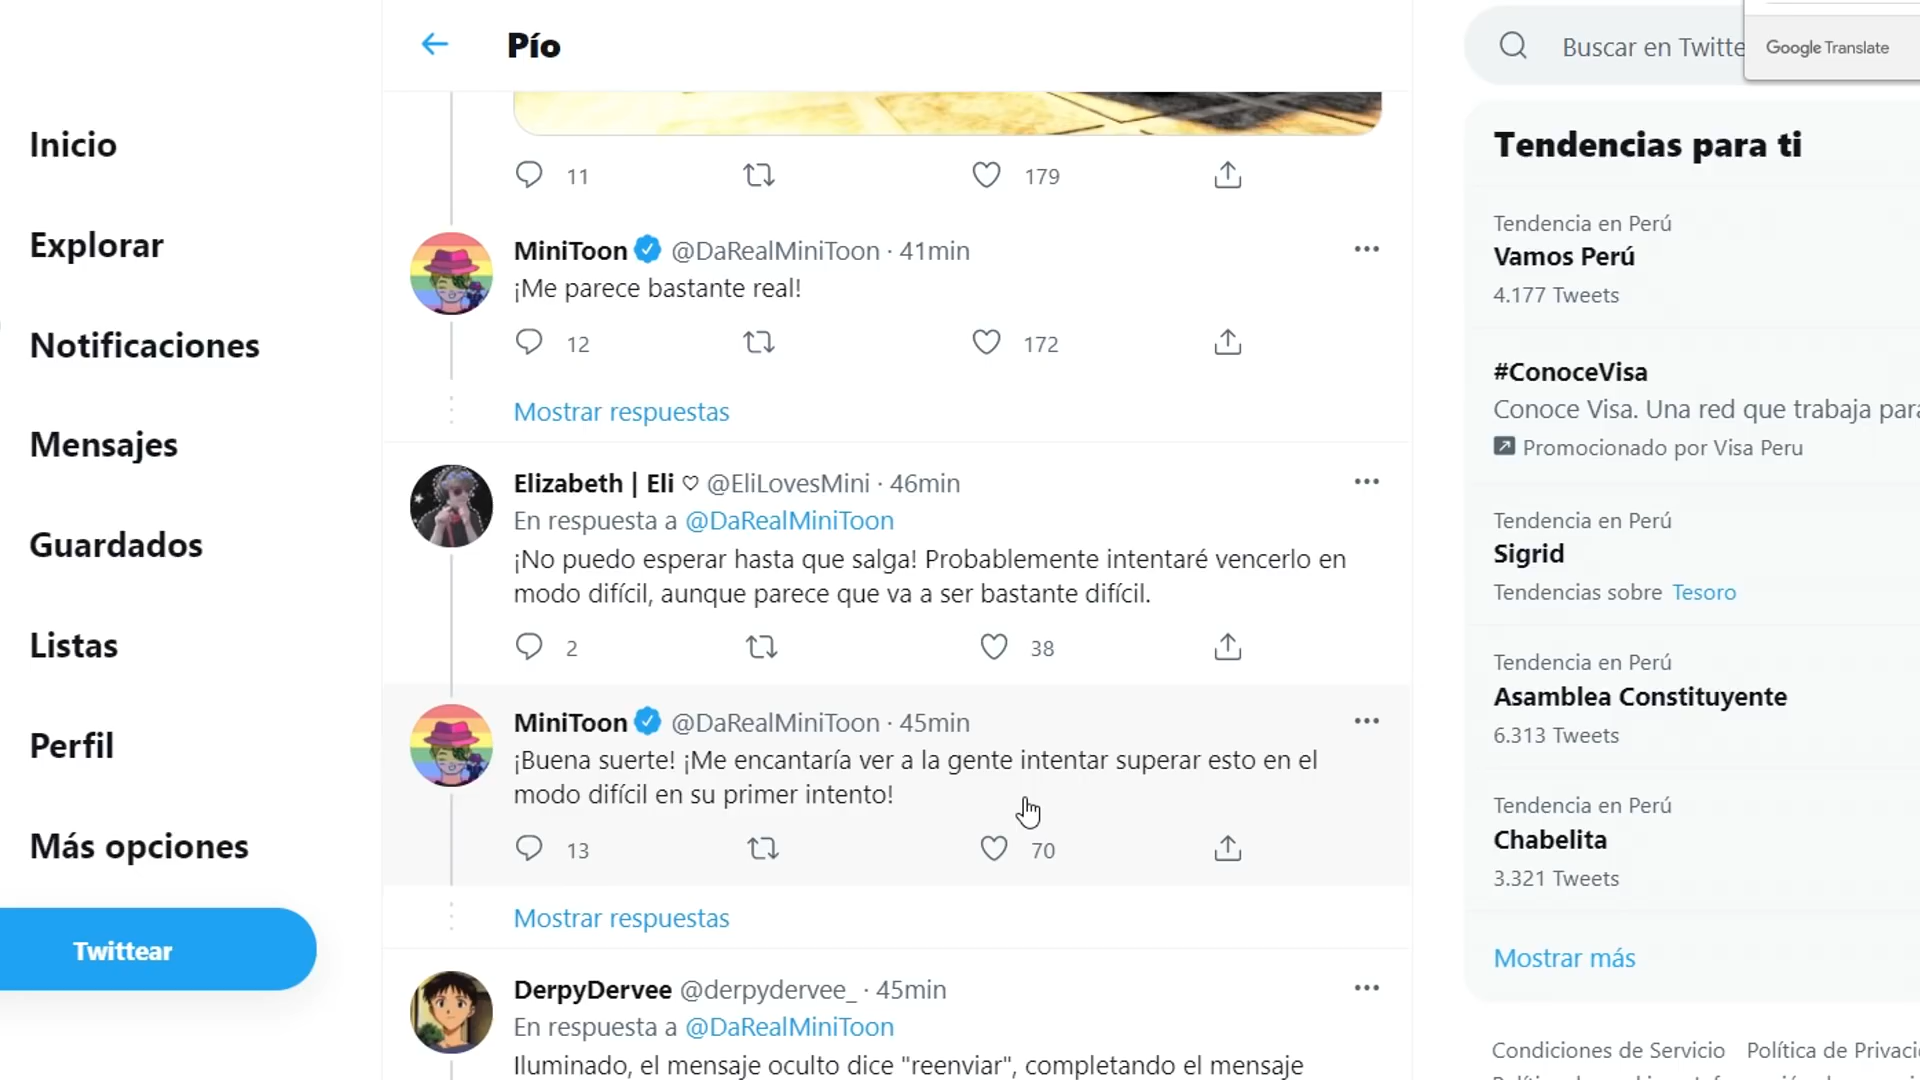 Pío
Buscar en Twitte
Google Translate
Inicio
Explorar
Notificaciones
Mensajes
Guardados
Listas
Perfil
Más opciones
Twittear
11
179
MiniToon @DaRealMiniToon · 41min
¡Me parece bastante real!
12
172
Mostrar respuestas
Elizabeth | Eli ♡ @EliLovesMini · 46min
En respuesta a @DaRealMiniToon
¡No puedo esperar hasta que salga! Probablemente intentaré vencerlo en
modo difícil, aunque parece que va a ser bastante difícil.
2
38
MiniToon @DaRealMiniToon · 45min
¡Buena suerte! ¡Me encantaría ver a la gente intentar superar esto en el
modo difícil en su primer intento!
13
70
Mostrar respuestas
DerpyDervee @derpydervee_ · 45min
En respuesta a @DaRealMiniToon
Iluminado, el mensaje oculto dice "reenviar", completando el mensaje
Tendencias para ti
Tendencia en Perú
Vamos Perú
4.177 Tweets
#ConoceVisa
Conoce Visa. Una red que trabaja para
Promocionado por Visa Peru
Tendencia en Perú
Sigrid
Tendencias sobre Tesoro
Tendencia en Perú
Asamblea Constituyente
6.313 Tweets
Tendencia en Perú
Chabelita
3.321 Tweets
Mostrar más
Condiciones de Servicio Política de Privaci